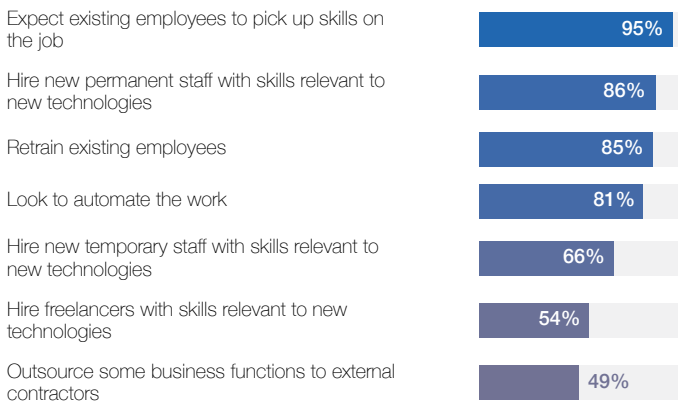 Expect existing employees to pick up skills on
the job
95%
Hire new permanent staff with skills relevant to
new technologies
86%
Retrain existing employees
85%
Look to automate the work
81%
Hire new temporary staff with skills relevant to
new technologies
66%
Hire freelancers with skills relevant to new
technologies
54%
Outsource some business functions to external
contractors
49%